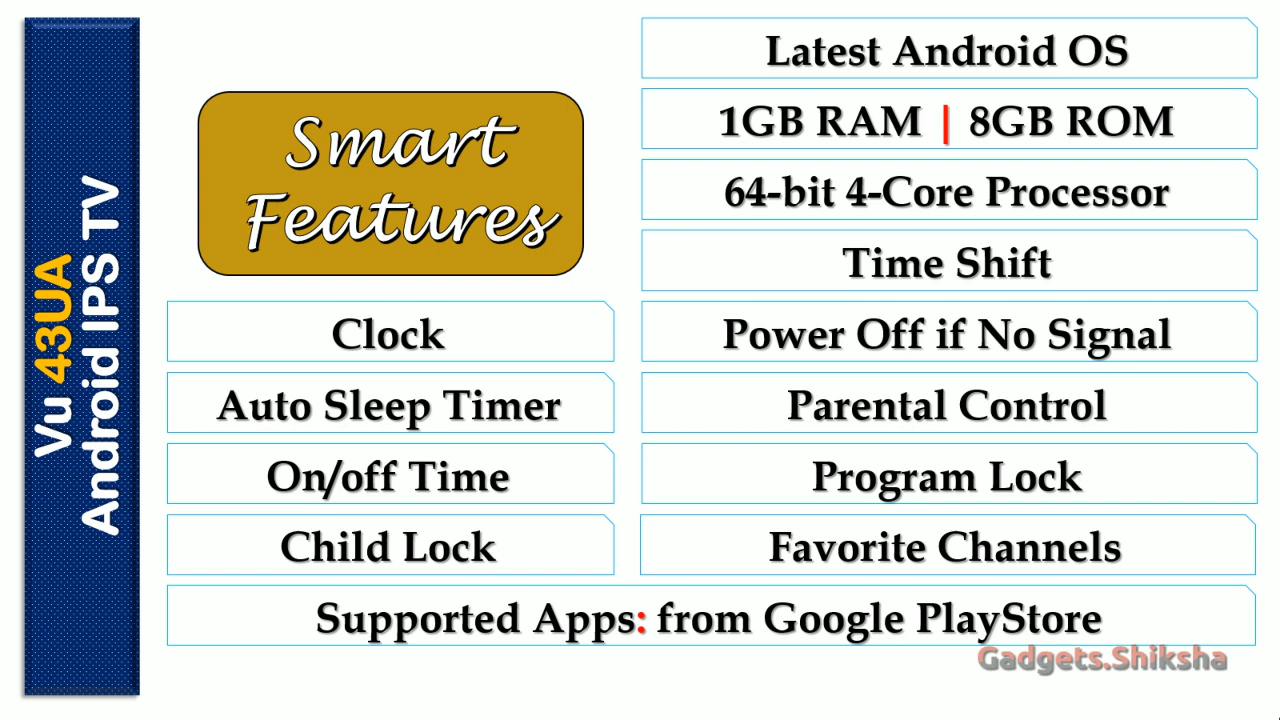 Vu 43UA
Android IPS TV
Smart
Features
Latest Android OS
1GB RAM | 8GB ROM
64-bit 4-Core Processor
Time Shift
Clock
Power Off if No Signal
Auto Sleep Timer
Parental Control
On/off Time
Program Lock
Child Lock
Favorite Channels
Supported Apps: from Google PlayStore
Gadgets.Shiksha